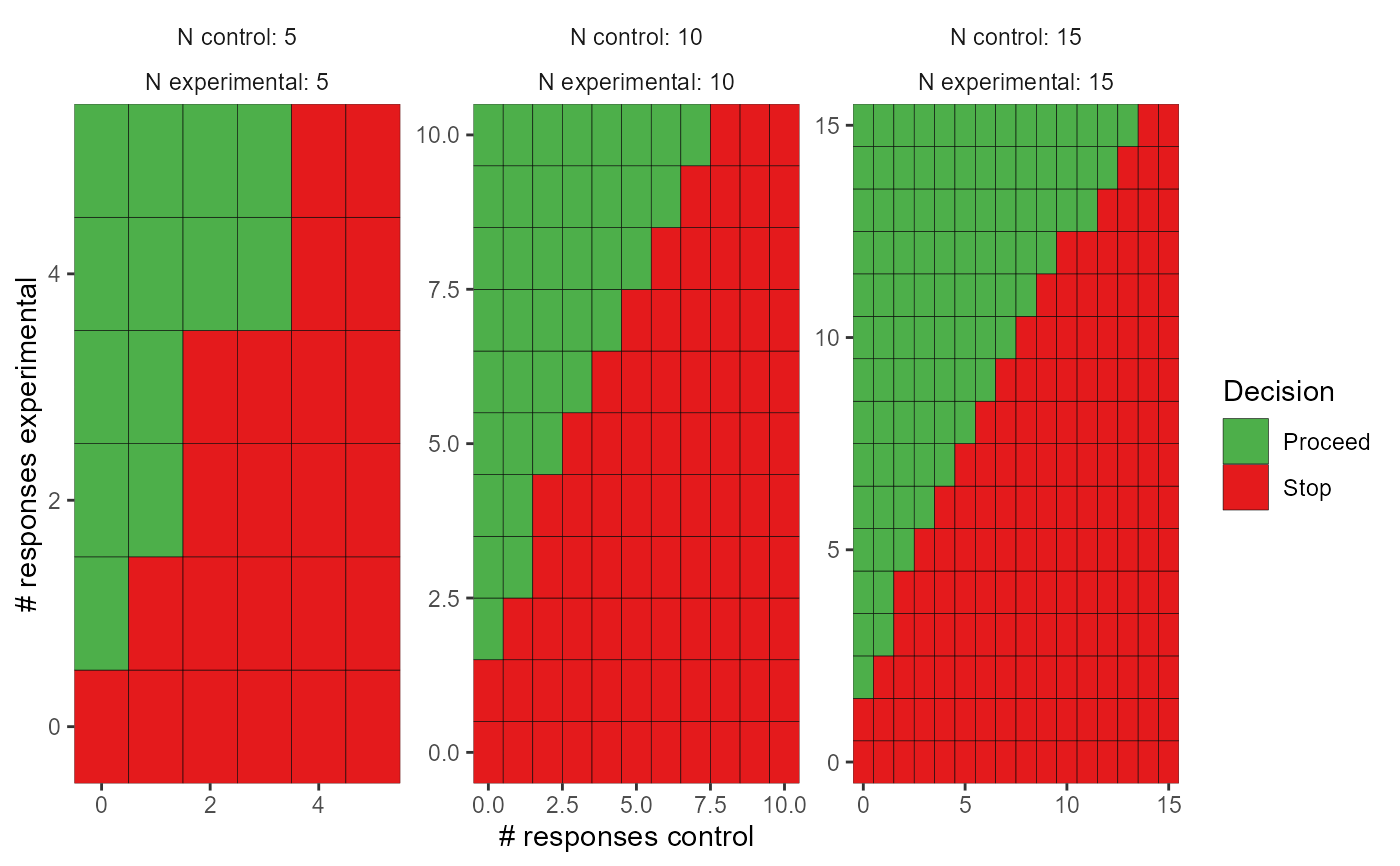 N control: 5
N experimental: 5
N control: 10
N experimental: 10
N control: 15
N experimental: 15
# responses experimental
4
2
0
0 2 4
10.0
7.5
5.0
2.5
0.0
0.0 2.5 5.0 7.5 10.0
15
10
5
0
0 5 10 15
# responses control
Decision
Proceed
Stop